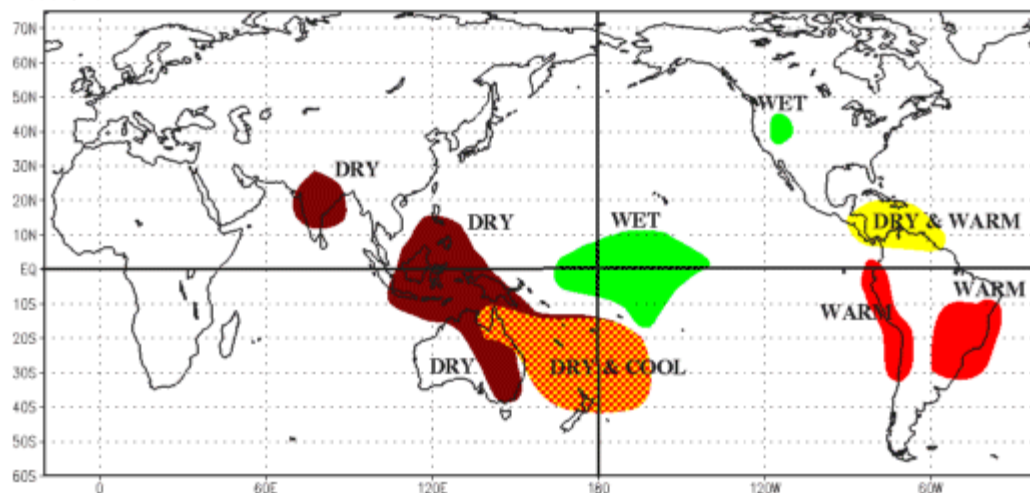 70N
60N
50N
WET
40N
30N
DRY
20N
DRY
WET
DRY & WARM
10N
EQ
WARM
10S
WARM
20S
DRY
DRY & COOL
30S
40S
50S
60S
0
60E
120E
180
120W
60W